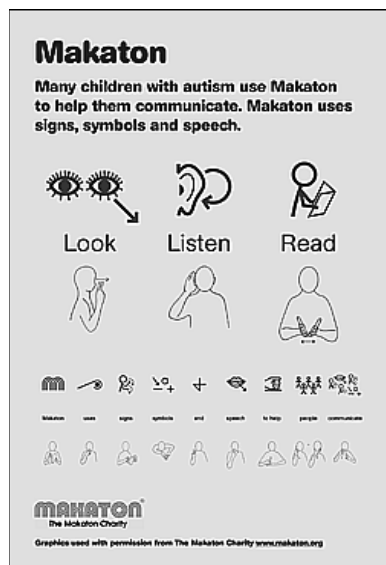 Makaton
Many children with autism use Makaton
to help them communicate. Makaton uses
signs, symbols and speech.
Look Listen Read
Makaton uses signs symbols and speech to help people communicate
MAKATON
The Makaton Charity
Graphics used with permission from The Makaton Charity www.makaton.org